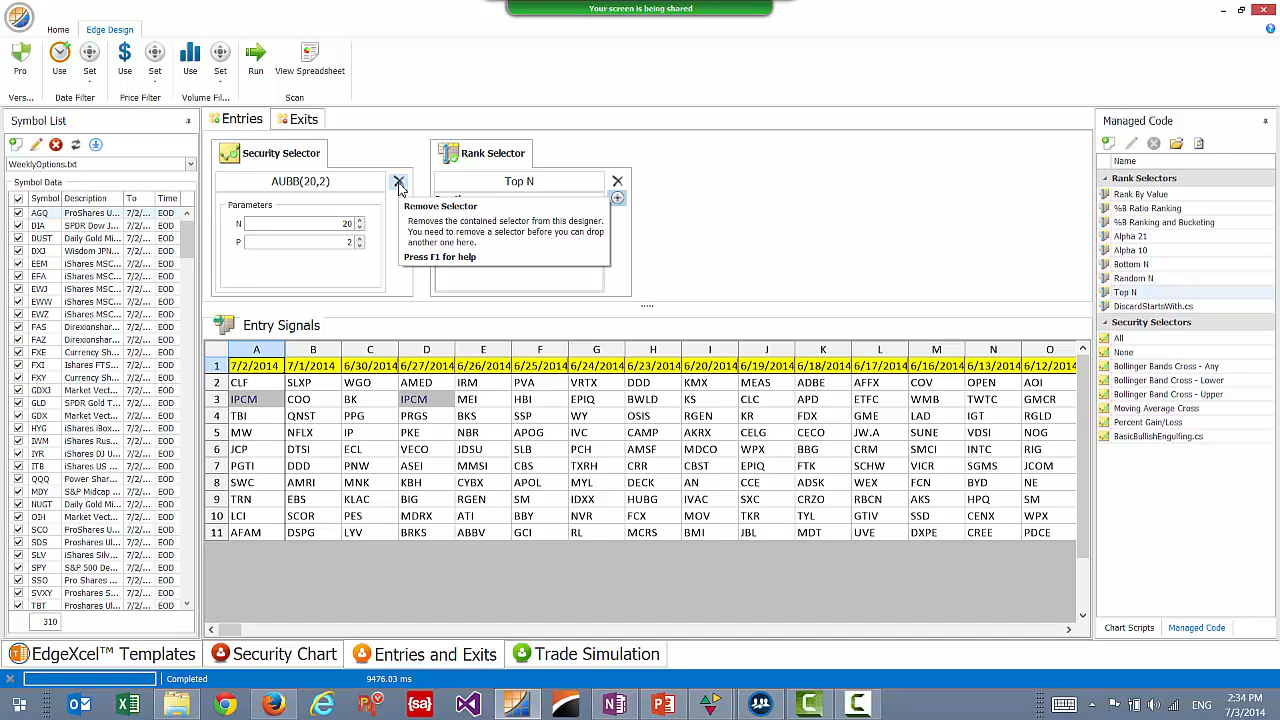 Your screen is being shared
Home
Edge Design
Pro
Use
Set
Use
Set
Use
Set
Run
View Spreadsheet
Vers...
Date Filter
Price Filter
Volume Fil...
Scan
Symbol List
WeeklyOptions.txt
Symbol Data
Symbol Description To Time
AGQ ProShares U... 7/2/... EOD
DIA SPDR Dow J... 7/2/... EOD
DUST Daily Gold Mi... 7/2/... EOD
DXJ Wisdom JPN... 7/2/... EOD
EEM iShares MSC... 7/2/... EOD
EFA iShares MSC... 7/2/... EOD
EWJ iShares MSC... 7/2/... EOD
EWW iShares MSC... 7/2/... EOD
EWZ iShares MSC... 7/2/... EOD
FAS Direxionshar... 7/2/... EOD
FAZ Direxionshar... 7/2/... EOD
FXE Currency Sh... 7/2/... EOD
FXI iShares FTSE... 7/2/... EOD
FXY Currency Sh... 7/2/... EOD
GDXJ Market Vect... 7/2/... EOD
GLD SPDR Gold T... 7/2/... EOD
GDX Market Vect... 7/2/... EOD
HYG iShares iBox... 7/2/... EOD
IWM iShares Rus... 7/2/... EOD
IYR iShares DJ U... 7/2/... EOD
ITB iShares US ... 7/2/... EOD
QQQ Power Shar... 7/2/... EOD
MDY S&P Midcap ... 7/2/... EOD
NUGT Daily Gold Mi... 7/2/... EOD
OIH Market Vect... 7/2/... EOD
SCO ProShares U... 7/2/... EOD
SDS Proshares Ul... 7/2/... EOD
SLV iShares Silv... 7/2/... EOD
SPY S&P 500 De... 7/2/... EOD
SSO Pro Shares ... 7/2/... EOD
SVXY ProShares S... 7/2/... EOD
TBT Proshares Ul... 7/2/... EOD
310
Entries
Exits
Security Selector
AUBB(20,2)
Parameters
N 20
P 2
Rank Selector
Top N
Remove Selector
Removes the contained selector from this designer.
You need to remove a selector before you can drop
another one here.
Press F1 for help
Entry Signals
A B C D E F G H I J K L M N O
1 7/2/2014 7/1/2014 6/30/2014 6/27/2014 6/26/2014 6/25/2014 6/24/2014 6/23/2014 6/20/2014 6/19/2014 6/18/2014 6/17/2014 6/16/2014 6/13/2014 6/12/2014
2 CLF SLXP WGO AMED IRM PVA VRTX DDD KMX MEAS ADBE AFFX COV OPEN AOI
3 IPCM COO BK IPCM MEI HBI EPIQ BWLD KS CLC APD ETFC WMB TWTC GMCR
4 TBI QNST PPG PRGS BKS SSP WY OSIS RGEN KR FDX GME LAD IGT RGLD
5 MW NFLX IP PKE NBR APOG IVC CAMP AKRX CELG CECO JW.A SUNE VDSI NOG
6 JCP DTSI ECL VECO JDSU SLB PCH AMSF MDCO WPX BBG CRM SMCI INTC RIG
7 PGTI DDD PNW ASEI MMSI CBS TXRH CRR CBST EPIQ FTK SCHW VICR SGMS JCOM
8 SWC AMRI MNK KBH CYBX APOL MYL DECK AN CCE ADSK WEX FCN BYD NE
9 TRN EBS KLAC BIG RGEN SM IDXX HUBG IVAC SXC CRZO RBCN AKS HPQ SM
10 LCI SCOR PES MDRX ATI BBY NVR FCX MOV TKR TYL GTIV SSD CENX WPX
11 AFAM DSPG LYV BRKS ABBV GCI RL MCRS BMI JBL MDT UVE DXPE CREE PDCE
Managed Code
Name
Rank Selectors
Rank By Value
%B Ratio Ranking
%B Ranking and Bucketing
Alpha 21
Alpha 10
Bottom N
Random N
Top N
DiscardStartsWith.cs
Security Selectors
All
None
Bollinger Bands Cross - Any
Bollinger Band Cross - Lower
Bollinger Band Cross - Upper
Moving Average Cross
Percent Gain/Loss
BasicBullishEngulfing.cs
Chart Scripts
Managed Code
EdgeXcel™ Templates
Security Chart
Entries and Exits
Trade Simulation
Completed
9476.03 ms
{sa}
ENG
2:34 PM
7/3/2014